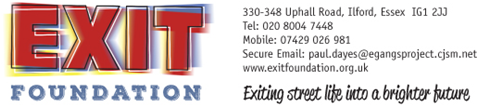 EXIT
FOUNDATION
330-348 Uphall Road, Ilford, Essex IG1 2JJ
Tel: 020 8004 7448
Mobile: 07429 026 981
Secure Email: paul.dayes@egangsproject.cjsm.net
www.exitfoundation.org.uk
Exiting street life into a brighter future